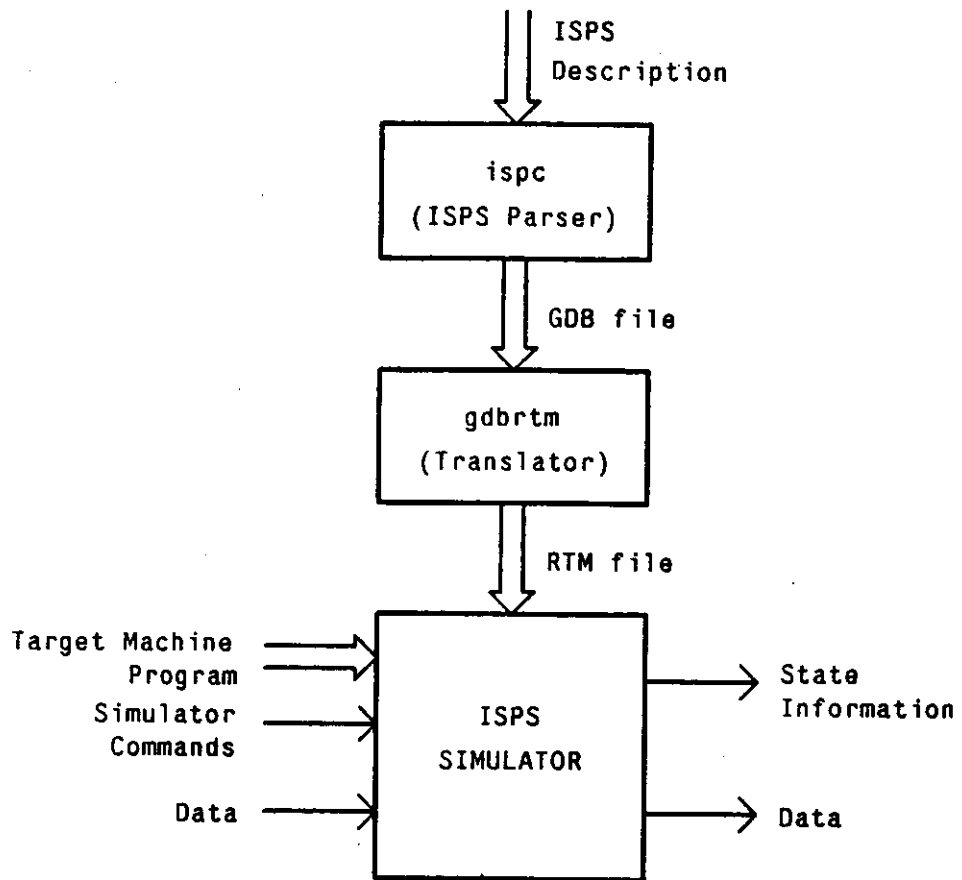 ISPS
Description
ispc
(ISPS Parser)
GDB file
gdbrtm
(Translator)
RTM file
Target Machine
Program
Simulator
Commands
Data
ISPS
SIMULATOR
State
Information
Data